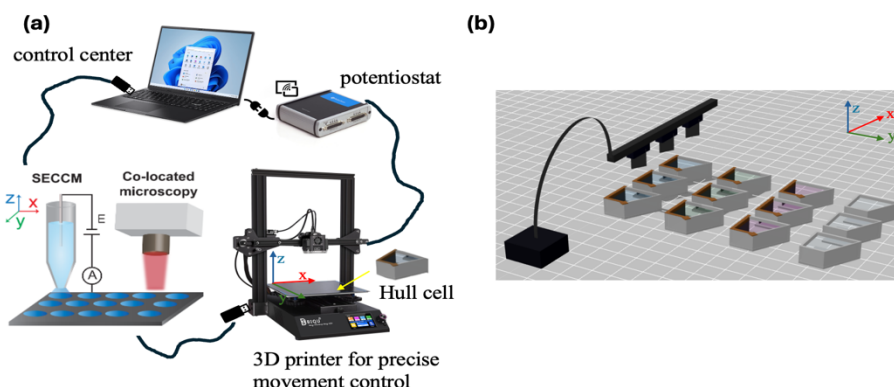 (a)
(b)
control center
potentiostat
SECCM
Co-located
microscopy
z
x
y
E
A
z
x
y
Hull cell
3D printer for precise
movement control
z
x
y